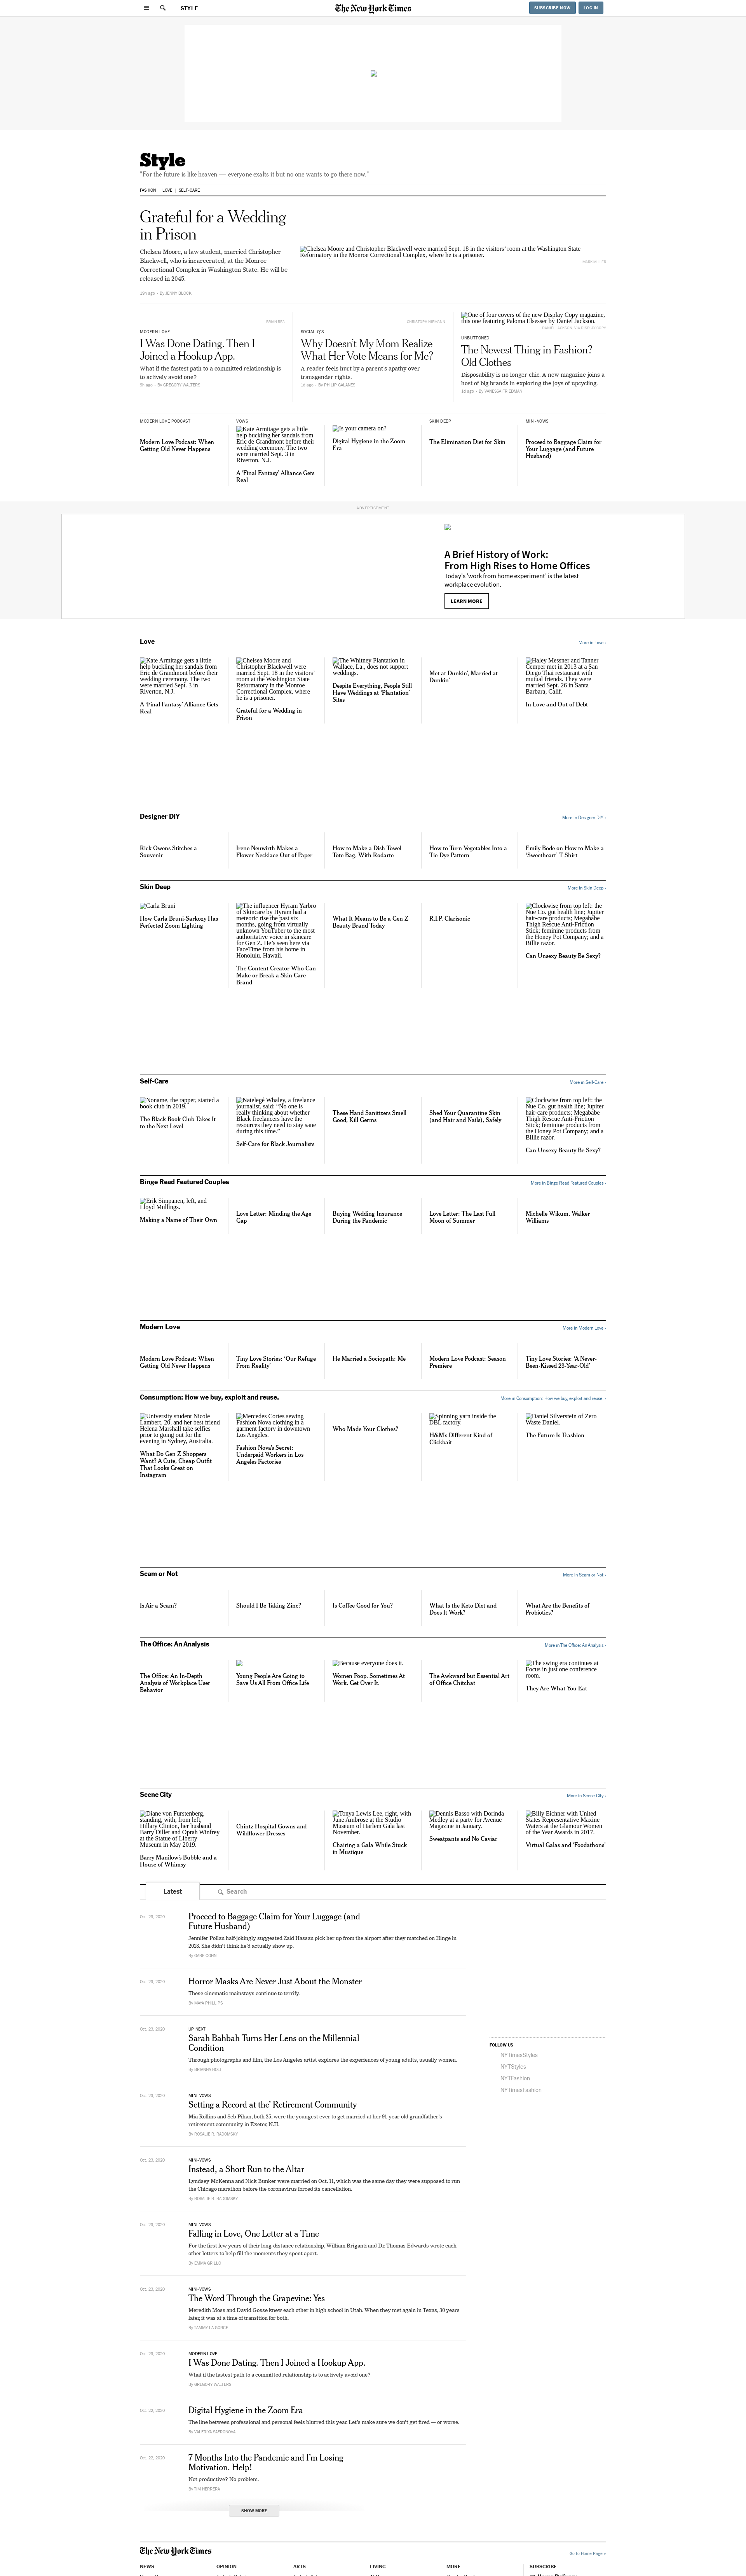 STYLE
The New York Times
SUBSCRIBE NOW
LOG IN
Style
"For the future is like heaven — everyone exalts it but no one wants to go there now."
FASHION
LOVE
SELF-CARE
Grateful for a Wedding
in Prison
Chelsea Moore, a law student, married Christopher
Blackwell, who is incarcerated, at the Monroe
Correctional Complex in Washington State. He will be
released in 2045.
By JENNY BLOCK
Chelsea Moore and Christopher Blackwell were married Sept. 18 in the visitors' room at the Washington State
Reformatory in the Monroe Correctional Complex, where he is a prisoner.
MODERN LOVE
I Was Done Dating. Then I
Joined a Hookup App.
What if the fastest path to a committed relationship is
to actively avoid one?
9h ago – By GREGORY WALTERS
SOCIAL Q'S
Why Doesn't My Mom Realize
What Her Vote Means for Me?
A reader feels hurt by a parent's apathy over
transgender rights.
1d ago – By PHILIP GALANES
One of four covers of the new Display Copy magazine,
this one featuring Paloma Elsesser by Daniel Jackson.
UNBUTTONED
The Newest Thing in Fashion?
Old Clothes
Disposability is no longer chic. A new magazine joins a
host of big brands in exploring the joys of upcycling.
1d ago – By VANESSA FRIEDMAN
MODERN LOVE PODCAST
Modern Love Podcast: When
Getting Old Never Happens
VOWS
Kate Armitage gets a little
help buckling her sandals from
Eric de Grandmont before their
wedding ceremony. The two
were married Sept. 3 in
Riverton, N.J.
A 'Final Fantasy' Alliance Gets
Real
Is your camera on?
Digital Hygiene in the Zoom
Era
SKIN DEEP
The Elimination Diet for Skin
MINI-VOWS
Proceed to Baggage Claim for
Your Luggage (and Future
Husband)
ADVERTISEMENT
A Brief History of Work:
From High Rises to Home Offices
Today's 'work from home experiment' is the latest
workplace evolution.
LEARN MORE
Love
More in Love ›
Kate Armitage gets a little
help buckling her sandals from
Eric de Grandmont before their
wedding ceremony. The two
were married Sept. 3 in
Riverton, N.J.
A 'Final Fantasy' Alliance Gets
Real
Chelsea Moore and
Christopher Blackwell were
married Sept. 18 in the visitors'
room at the Washington State
Reformatory in the Monroe
Correctional Complex, where
he is a prisoner.
Grateful for a Wedding in
Prison
The Whitney Plantation in
Wallace, La., does not support
weddings.
Despite Everything, People Still
Have Weddings at 'Plantation'
Sites
Met at Dunkin', Married at
Dunkin'
Haley Messner and Tanner
Cemper met in 2013 at a San
Diego Thai restaurant with
mutual friends. They were
married Sept. 26 in Santa
Barbara, Calif.
In Love and Out of Debt
Designer DIY
More in Designer DIY ›
Rick Owens Stitches a
Souvenir
Irene Neuwirth Makes a
Flower Necklace Out of Paper
How to Make a Dish Towel
Tote Bag, With Rodarte
How to Turn Vegetables Into a
Tie-Dye Pattern
Emily Bode on How to Make a
'Sweetheart' T-Shirt
Skin Deep
More in Skin Deep ›
Carla Bruni
How Carla Bruni-Sarkozy Has
Perfected Zoom Lighting
The influencer Hyram Yarbro
of Skincare by Hyram had a
meteoric rise the past six
months, going from virtually
unknown YouTuber to the most
authoritative voice in skincare
for Gen Z. He's seen here via
FaceTime from his home in
Honolulu, Hawaii.
The Content Creator Who Can
Make or Break a Skin Care
Brand
What It Means to Be a Gen Z
Beauty Brand Today
R.I.P. Clarisonic
Clockwise from top left: the
Nue Co. gut health line; Jupiter
hair-care products; Megababe
Thigh Rescue Anti-Friction
Stick; feminine products from
the Honey Pot Company; and a
Billie razor.
Can Unsexy Beauty Be Sexy?
Self-Care
More in Self-Care ›
Noname, the rapper, started a
book club in 2019.
The Black Book Club Takes It
to the Next Level
Natelegé Whaley, a freelance
journalist, said: "No one is
really thinking about whether
Black freelancers have the
resources they need to stay sane
during this time."
Self-Care for Black Journalists
These Hand Sanitizers Smell
Good, Kill Germs
Shed Your Quarantine Skin
(and Hair and Nails), Safely
Clockwise from top left: the
Nue Co. gut health line; Jupiter
hair-care products; Megababe
Thigh Rescue Anti-Friction
Stick; feminine products from
the Honey Pot Company; and a
Billie razor.
Can Unsexy Beauty Be Sexy?
Binge Read Featured Couples
More in Binge Read Featured Couples ›
Erik Simpanen, left, and
Lloyd Mullings.
Making a Name of Their Own
Love Letter: Minding the Age
Gap
Buying Wedding Insurance
During the Pandemic
Love Letter: The Last Full
Moon of Summer
Michelle Wikum, Walker
Williams
Modern Love
More in Modern Love ›
Modern Love Podcast: When
Getting Old Never Happens
Tiny Love Stories: 'Our Refuge
From Reality'
He Married a Sociopath: Me
Modern Love Podcast: Season
Premiere
Tiny Love Stories: 'A Never-
Been-Kissed 23-Year-Old'
Consumption: How we buy, exploit and reuse.
More in Consumption: How we buy, exploit and reuse. ›
University student Nicole
Lambert, 20, and her best friend
Helena Marshall take selfies
prior to going out for the
evening in Sydney, Australia.
What Do Gen Z Shoppers
Want? A Cute, Cheap Outfit
That Looks Great on
Instagram
Mercedes Cortes sewing
Fashion Nova clothing in a
garment factory in downtown
Los Angeles.
Fashion Nova's Secret:
Underpaid Workers in Los
Angeles Factories
Who Made Your Clothes?
Spinning yarn inside the
DBL factory.
H&M's Different Kind of
Clickbait
Daniel Silverstein of Zero
Waste Daniel.
The Future Is Trashion
Scam or Not
More in Scam or Not ›
Is Air a Scam?
Should I Be Taking Zinc?
Is Coffee Good for You?
What Is the Keto Diet and
Does It Work?
What Are the Benefits of
Probiotics?
The Office: An Analysis
More in The Office: An Analysis ›
The Office: An In-Depth
Analysis of Workplace User
Behavior
Young People Are Going to
Save Us All From Office Life
Because everyone does it.
Women Poop. Sometimes At
Work. Get Over It.
The Awkward but Essential Art
of Office Chitchat
The swing era continues at
Focus in just one conference
room.
They Are What You Eat
Scene City
More in Scene City ›
Diane von Furstenberg,
standing, with, from left,
Hillary Clinton, her husband
Barry Diller and Oprah Winfrey
at the Statue of Liberty
Museum in May 2019.
Barry Manilow's Bubble and a
House of Whimsy
Chintz Hospital Gowns and
Wildflower Dresses
Tonya Lewis Lee, right, with
June Ambrose at the Studio
Museum of Harlem Gala last
November.
Chairing a Gala While Stuck
in Mustique
Dennis Basso with Dorinda
Medley at a party for Avenue
Magazine in January.
Sweatpants and No Caviar
Billy Eichner with United
States Representative Maxine
Waters at the Glamour Women
of the Year Awards in 2017.
Virtual Galas and 'Foodathons'
Latest
Search
Oct. 23, 2020
Proceed to Baggage Claim for Your Luggage (and
Future Husband)
Jennifer Pollan half-jokingly suggested Zaid Hassan pick her up from the airport after they matched on Hinge in
2018. She didn't think he'd actually show up.
By GABE COHN
Oct. 23, 2020
Horror Masks Are Never Just About the Monster
These cinematic mainstays continue to terrify.
By MAYA PHILLIPS
Oct. 23, 2020
UP NEXT
Sarah Bahbah Turns Her Lens on the Millennial
Condition
Through photographs and film, the Los Angeles artist explores the experiences of young adults, usually women.
By BRIANNA HOLT
Oct. 23, 2020
MINI-VOWS
Setting a Record at the' Retirement Community
Mia Rollins and Seb Pihan, both 25, were the youngest ever to get married at her 91-year-old grandfather's
retirement community in Exeter, N.H.
By ROSALIE R. RADOMSKY
Oct. 23, 2020
MINI-VOWS
Instead, a Short Run to the Altar
Lyndsey McKenna and Nick Bunker were married on Oct. 11, which was the same day they were supposed to run
the Chicago marathon before the coronavirus forced its cancellation.
By ROSALIE R. RADOMSKY
Oct. 23, 2020
MINI-VOWS
Falling in Love, One Letter at a Time
For the first few years of their long-distance relationship, William Briganti and Dr. Thomas Edwards wrote each
other letters to help fill the moments they spent apart.
By EMMA GRILLO
Oct. 23, 2020
MINI-VOWS
The Word Through the Grapevine: Yes
Meredith Moss and David Goose knew each other in high school in Utah. When they met again in Texas, 30 years
later, it was at a time of transition for both.
By TAMMY LA GORCE
Oct. 23, 2020
MODERN LOVE
I Was Done Dating. Then I Joined a Hookup App.
What if the fastest path to a committed relationship is to actively avoid one?
By GREGORY WALTERS
Oct. 22, 2020
Digital Hygiene in the Zoom Era
The line between professional and personal feels blurred this year. Let's make sure we don't get fired — or worse.
By VALERIYA SAFRONOVA
Oct. 22, 2020
7 Months Into the Pandemic and I'm Losing
Motivation. Help!
Not productive? No problem.
By TIM HERRERA
SHOW MORE
FOLLOW US
NYTimesStyles
NYTStyles
NYTFashion
NYTimesFashion
The New York Times
Go to Home Page »
NEWS
OPINION
ARTS
LIVING
MORE
SUBSCRIBE